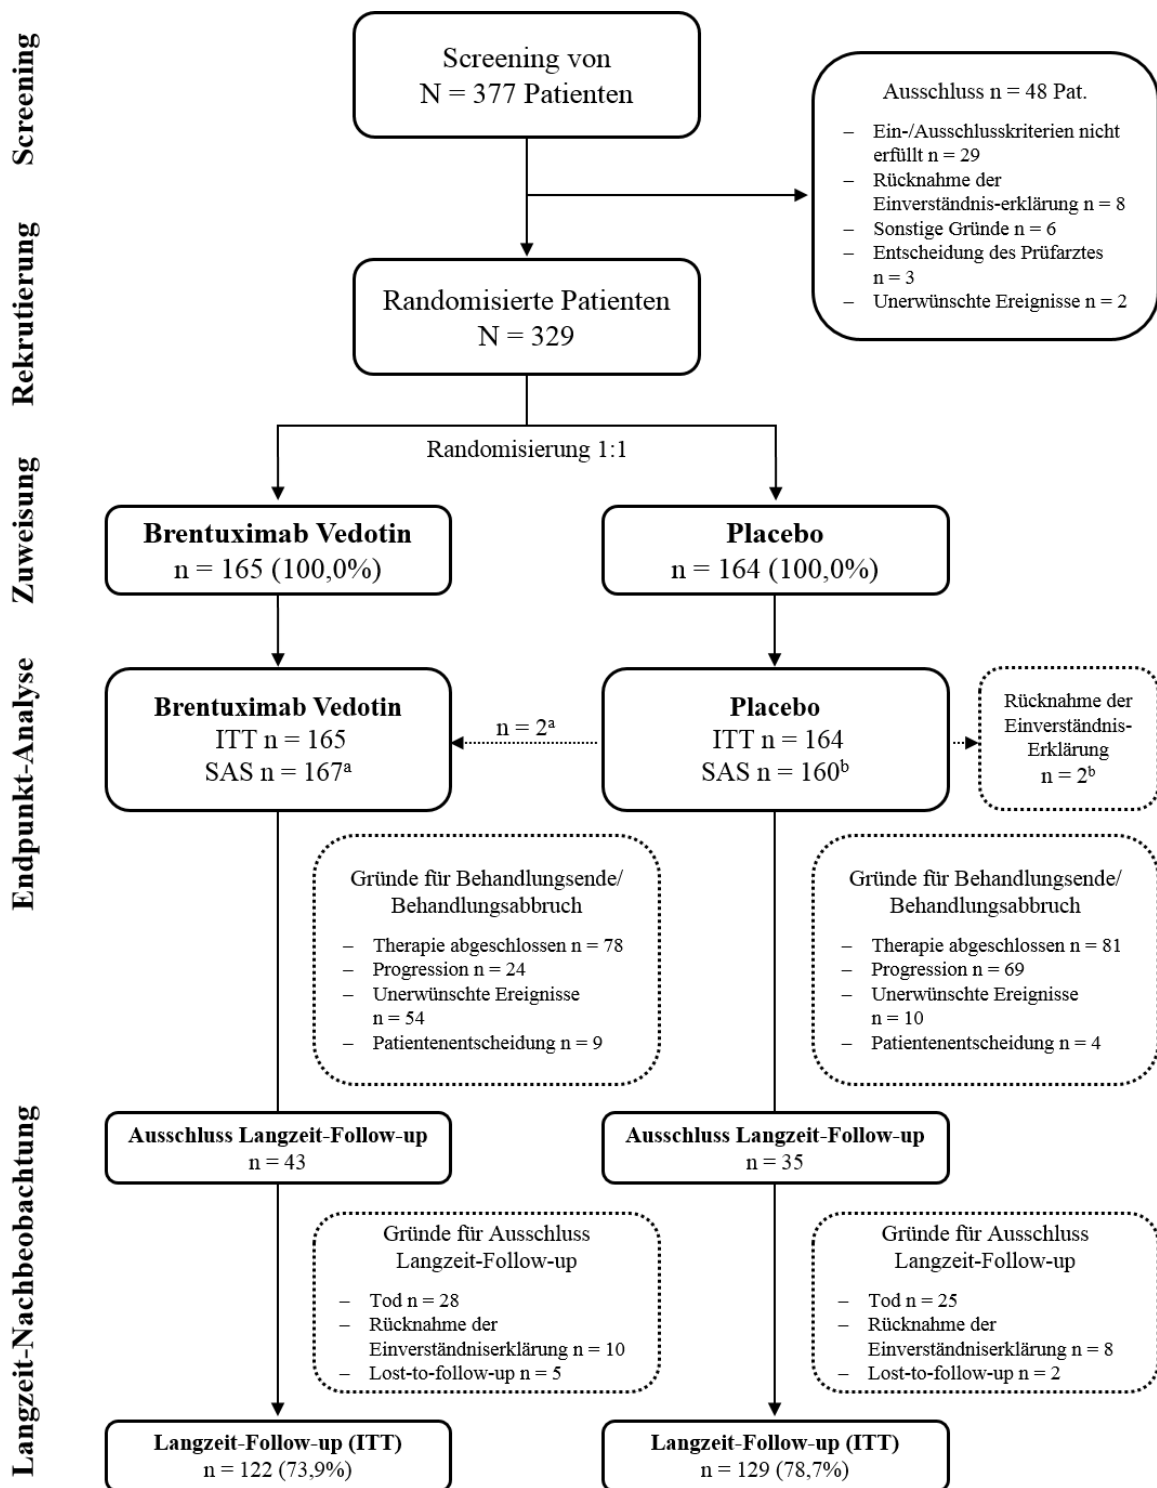 Screening
Screening von
N = 377 Patienten
Ausschluss n = 48 Pat.
– Ein-/Ausschlusskriterien nicht
erfüllt n = 29
– Rücknahme der
Einverständnis-erklärung n = 8
– Sonstige Gründe n = 6
– Entscheidung des Prüfarztes
n = 3
– Unerwünschte Ereignisse n = 2
Rekrutierung
Randomisierte Patienten
N = 329
Randomisierung 1:1
Zuweisung
Brentuximab Vedotin
n = 165 (100,0%)
Placebo
n = 164 (100,0%)
Endpunkt-Analyse
Brentuximab Vedotin
ITT n = 165
SAS n = 167ᵃ
n = 2ᵃ
Placebo
ITT n = 164
SAS n = 160ᵇ
Rücknahme der
Einverständnis-
Erklärung
n = 2ᵇ
Gründe für Behandlungsende/
Behandlungsabbruch
– Therapie abgeschlossen n = 78
– Progression n = 24
– Unerwünschte Ereignisse
n = 54
– Patientenentscheidung n = 9
Gründe für Behandlungsende/
Behandlungsabbruch
– Therapie abgeschlossen n = 81
– Progression n = 69
– Unerwünschte Ereignisse
n = 10
– Patientenentscheidung n = 4
Langzeit-Nachbeobachtung
Ausschluss Langzeit-Follow-up
n = 43
Ausschluss Langzeit-Follow-up
n = 35
Gründe für Ausschluss
Langzeit-Follow-up
– Tod n = 28
– Rücknahme der
Einverständniserklärung n = 10
– Lost-to-follow-up n = 5
Gründe für Ausschluss
Langzeit-Follow-up
– Tod n = 25
– Rücknahme der
Einverständniserklärung n = 8
– Lost-to-follow-up n = 2
Langzeit-Follow-up (ITT)
n = 122 (73,9%)
Langzeit-Follow-up (ITT)
n = 129 (78,7%)